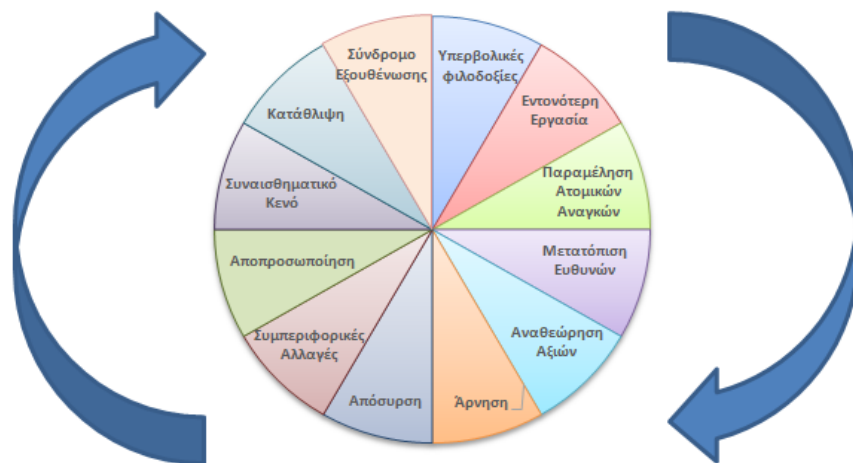 Υπερβολικές
φιλοδοξίες
Εντονότερη
Εργασία
Παραμέληση
Ατομικών
Αναγκών
Μετατόπιση
Ευθυνών
Αναθεώρηση
Αξιών
Άρνηση
Απόσυρση
Συμπεριφορικές
Αλλαγές
Αποπροσωποίηση
Συναισθηματικό
Κενό
Κατάθλιψη
Σύνδρομο
Εξουθένωσης